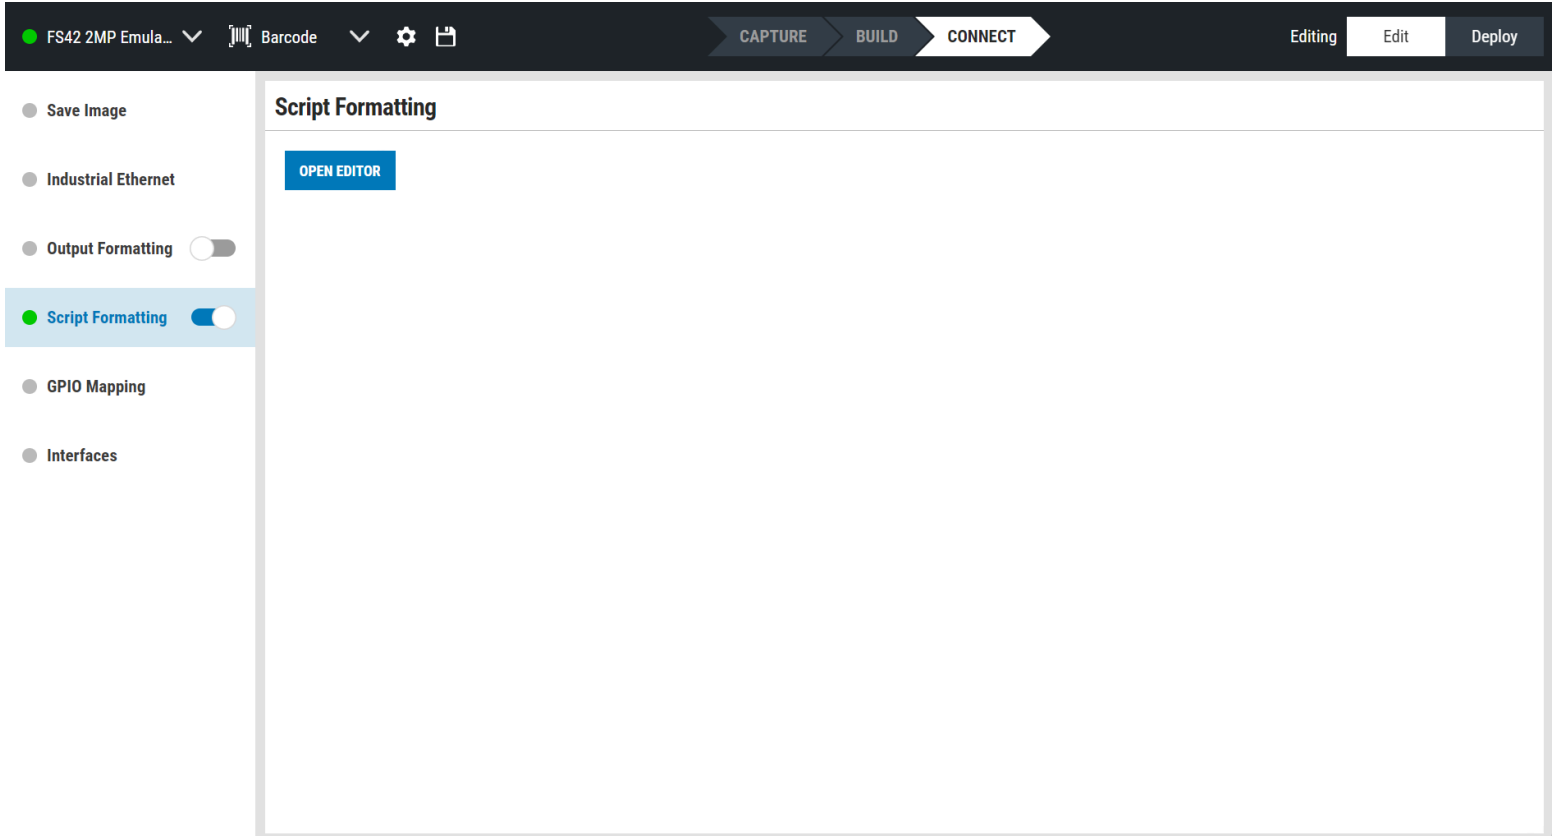 FS42 2MP Emula... Barcode CAPTURE BUILD CONNECT Editing Edit Deploy
Save Image
Industrial Ethernet
Output Formatting
Script Formatting
GPIO Mapping
Interfaces
Script Formatting
OPEN EDITOR